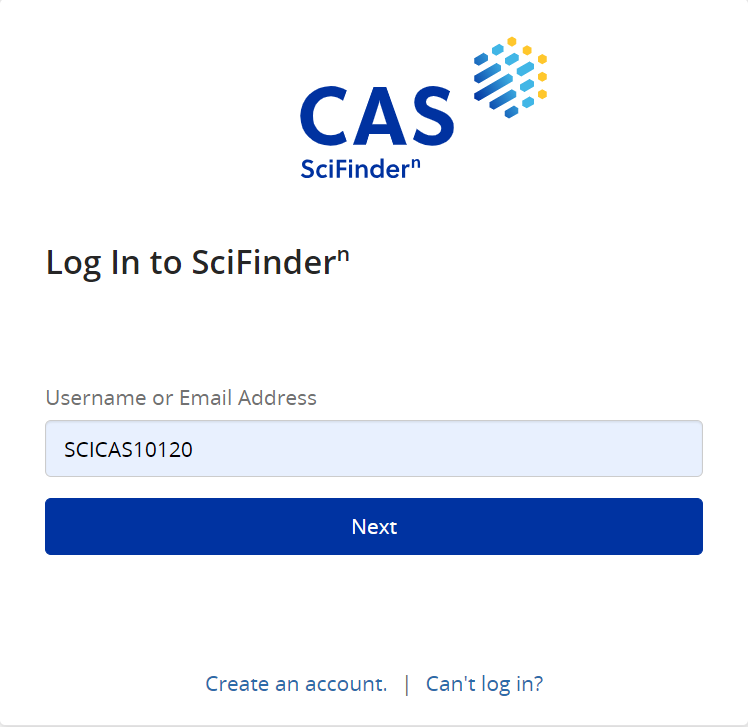 CAS
SciFinderⁿ
Log In to SciFinderⁿ
Username or Email Address
SCICAS10120
Next
Create an account. | Can't log in?